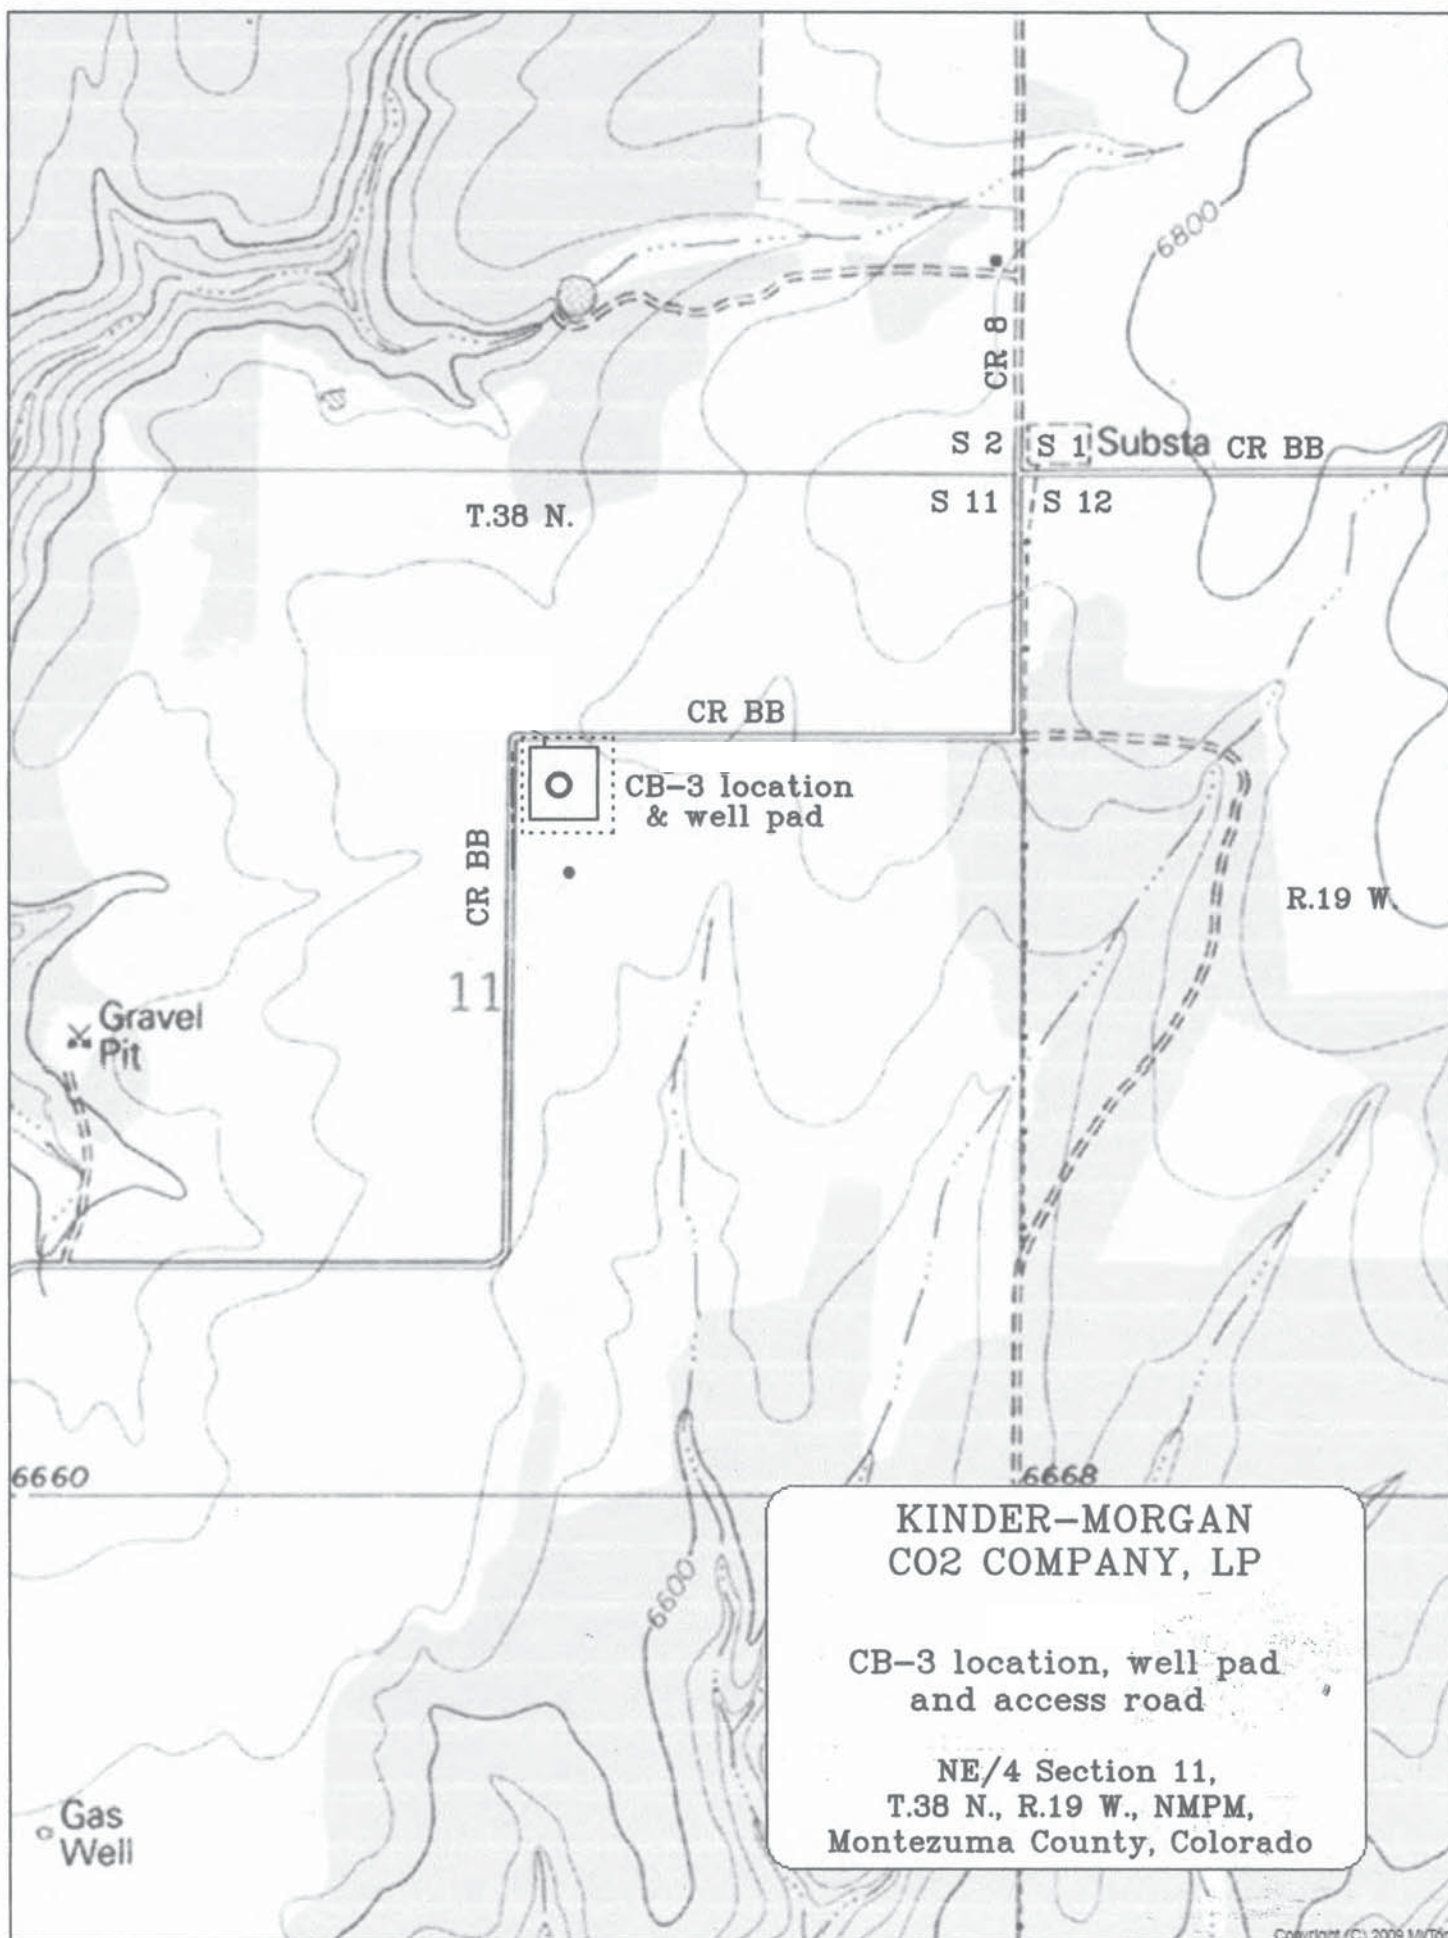 6800
CR 8
S 2
S 1 Substa CR BB
S 11
S 12
T.38 N.
CR BB
CB-3 location
& well pad
CR BB
R.19 W.
11
Gravel
Pit
6660
6668
6600
KINDER-MORGAN
CO2 COMPANY, LP
CB-3 location, well pad
and access road
NE/4 Section 11,
T.38 N., R.19 W., NMPM,
Montezuma County, Colorado
Gas
Well
Copyright (C) 2009